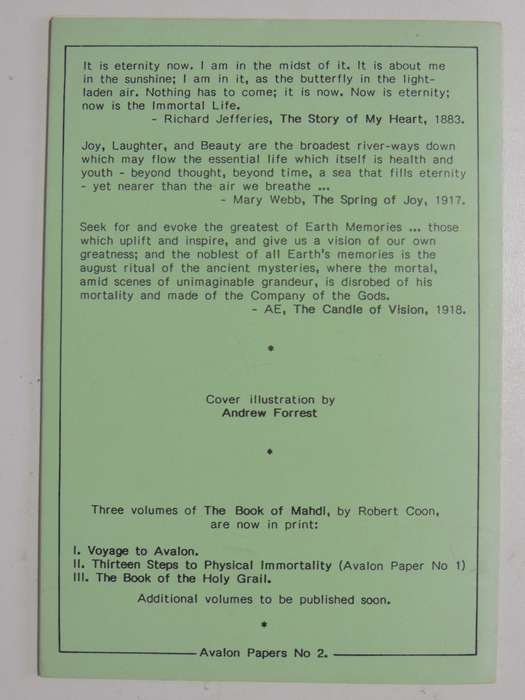 It is eternity now. I am in the midst of it. It is about me
in the sunshine; I am in it, as the butterfly in the light-
laden air. Nothing has to come; it is now. Now is eternity;
now is the Immortal Life.
- Richard Jefferies, The Story of My Heart, 1883.
Joy, Laughter, and Beauty are the broadest river-ways down
which may flow the essential life which itself is health and
youth - beyond thought, beyond time, a sea that fills eternity
- yet nearer than the air we breathe ...
- Mary Webb, The Spring of Joy, 1917.
Seek for and evoke the greatest of Earth Memories ... those
which uplift and inspire, and give us a vision of our own
greatness; and the noblest of all Earth's memories is the
august ritual of the ancient mysteries, where the mortal,
amid scenes of unimaginable grandeur, is disrobed of his
mortality and made of the Company of the Gods.
- AE, The Candle of Vision, 1918.
*
Cover illustration by
Andrew Forrest
*
Three volumes of The Book of Mahdi, by Robert Coon,
are now in print:
I. Voyage to Avalon.
II. Thirteen Steps to Physical Immortality (Avalon Paper No 1)
III. The Book of the Holy Grail.
Additional volumes to be published soon.
*
Avalon Papers No 2.